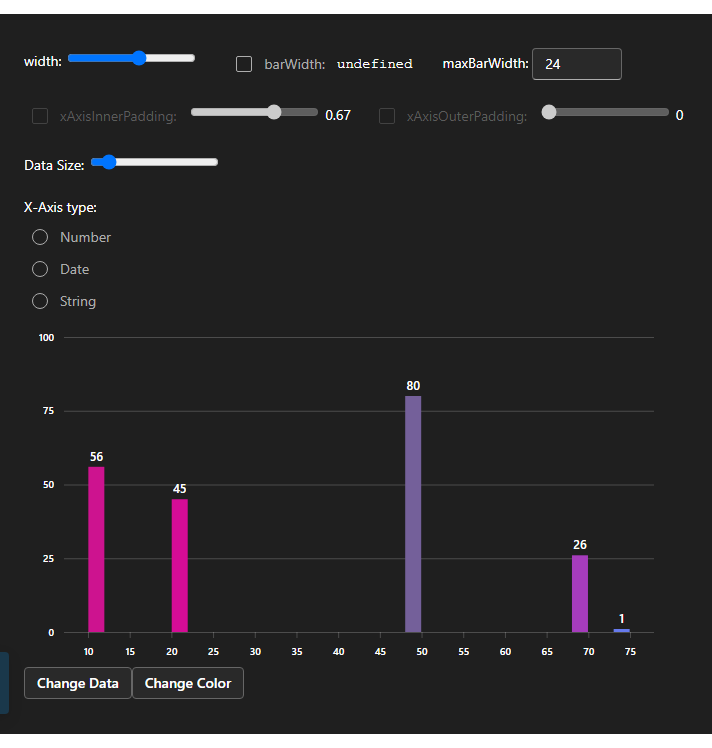 width: barWidth: undefined maxBarWidth: 24
xAxisInnerPadding: 0.67 xAxisOuterPadding: 0
Data Size:
X-Axis type:
Number
Date
String
100
80
75
56
45
50
26
25
1
0
10 15 20 25 30 35 40 45 50 55 60 65 70 75
Change Data Change Color